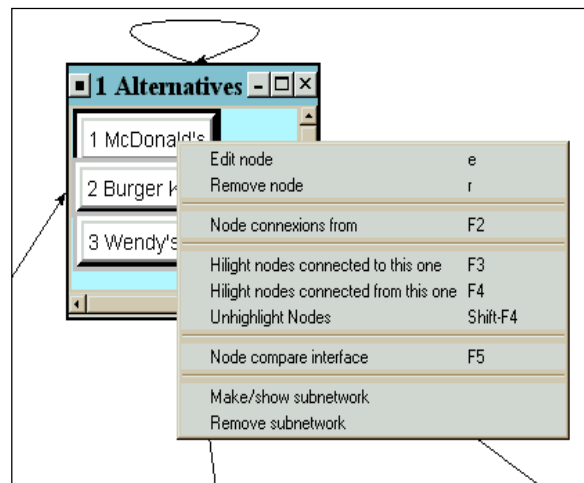 1 Alternatives
1 McDonald's
2 Burger
3 Wendy's
Edit node e
Remove node r
Node connexions from F2
Hilight nodes connected to this one F3
Hilight nodes connected from this one F4
Unhighlight Nodes Shift-F4
Node compare interface F5
Make/show subnetwork
Remove subnetwork